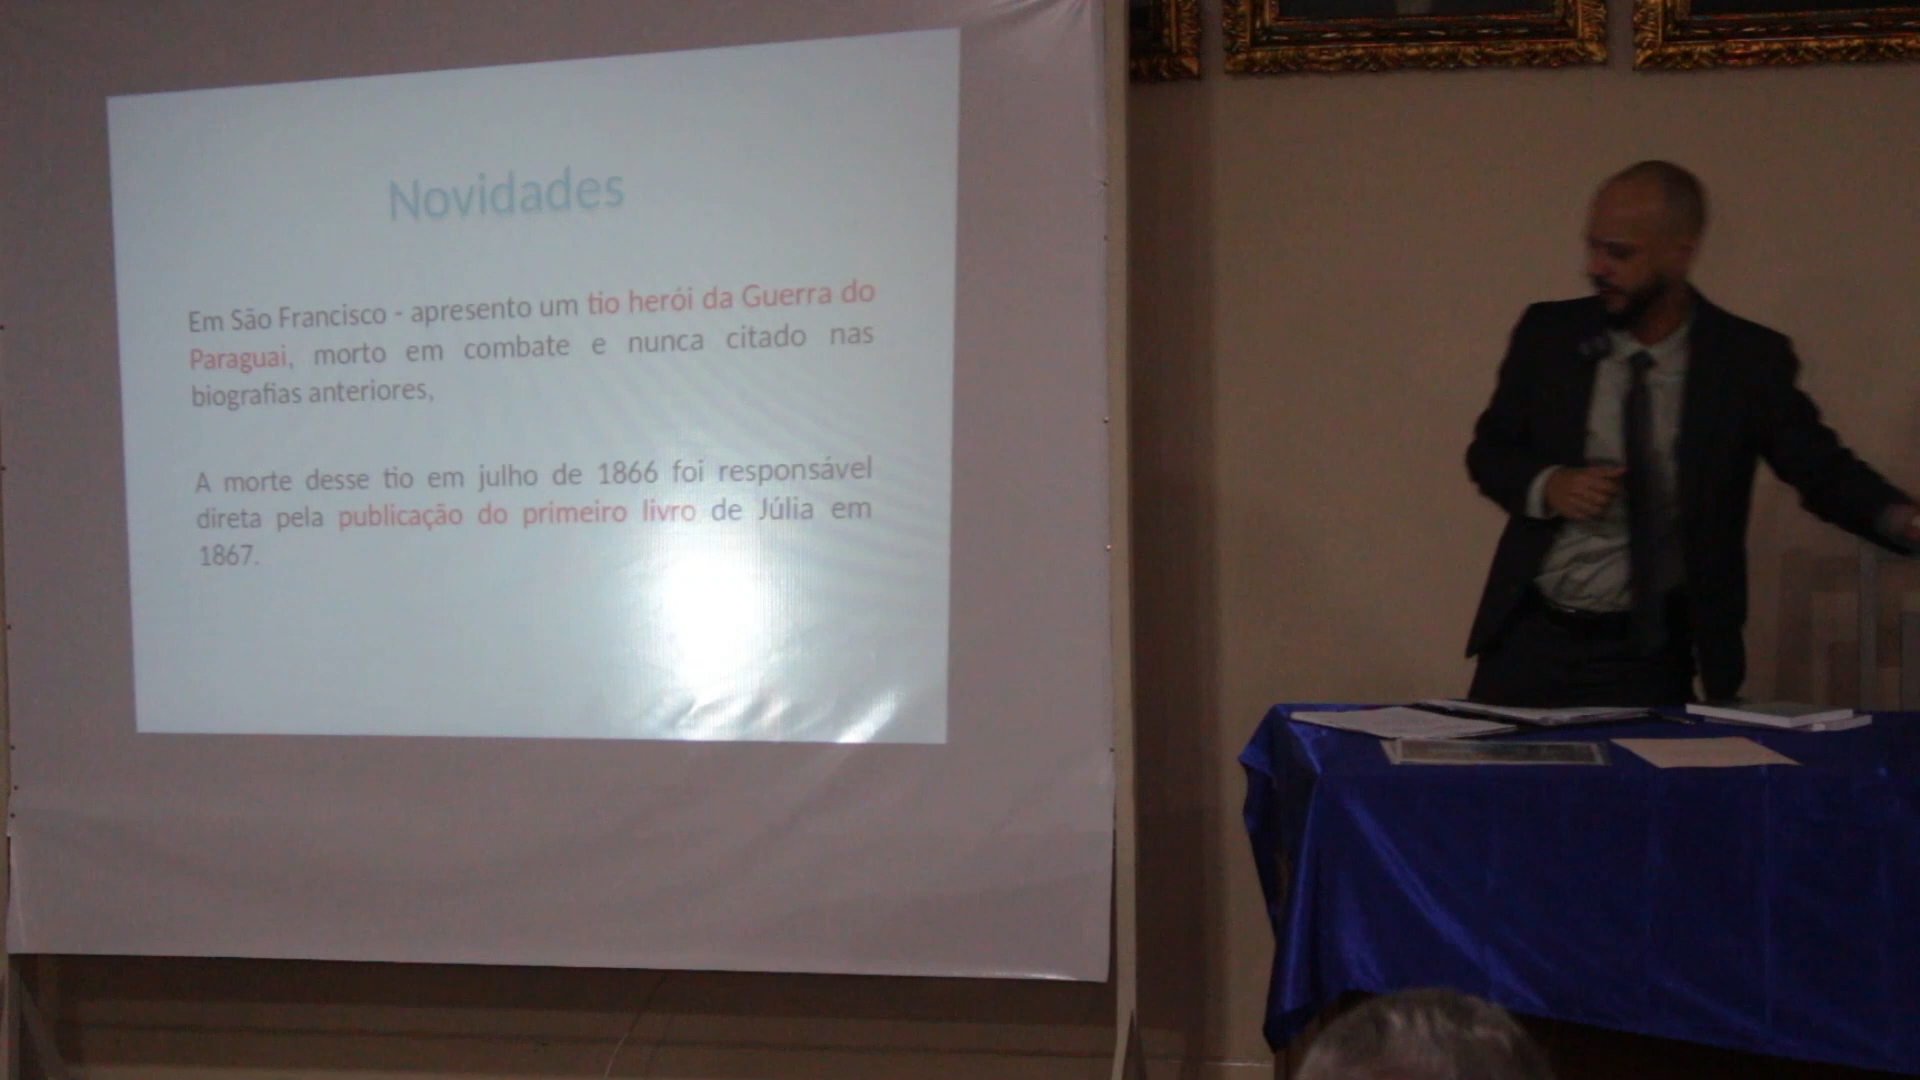 Novidades
Em São Francisco - apresento um tio herói da Guerra do
Paraguai, morto em combate e nunca citado nas
biografias anteriores,
A morte desse tio em julho de 1866 foi responsável
direta pela publicação do primeiro livro de Júlia em
1867.